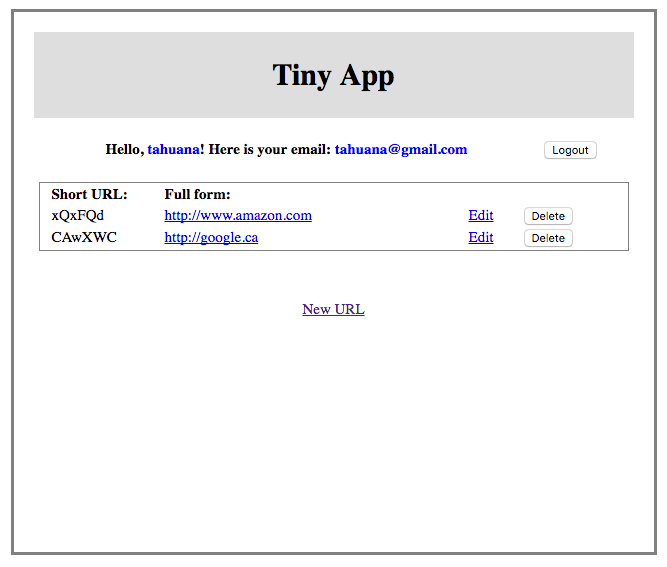 Tiny App
Hello, tahuana! Here is your email: tahuana@gmail.com Logout
Short URL: Full form:
xQxFQd http://www.amazon.com Edit Delete
CAwXWC http://google.ca Edit Delete
New URL